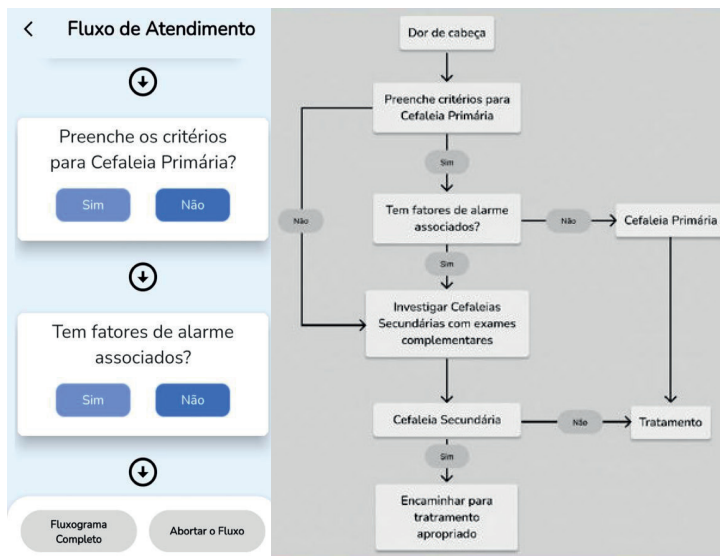 Fluxo de Atendimento
Preenche os critérios
para Cefaleia Primária?
Sim
Não
Tem fatores de alarme
associados?
Sim
Não
Fluxograma
Completo
Abortar o Fluxo
Dor de cabeça
Preenche critérios para
Cefaleia Primária
Sim
Não
Tem fatores de alarme
associados?
Não
Cefaleia Primária
Sim
Investigar Cefaleias
Secundárias com exames
complementares
Cefaleia Secundária
Não
Tratamento
Sim
Encaminhar para
tratramento
apropriado